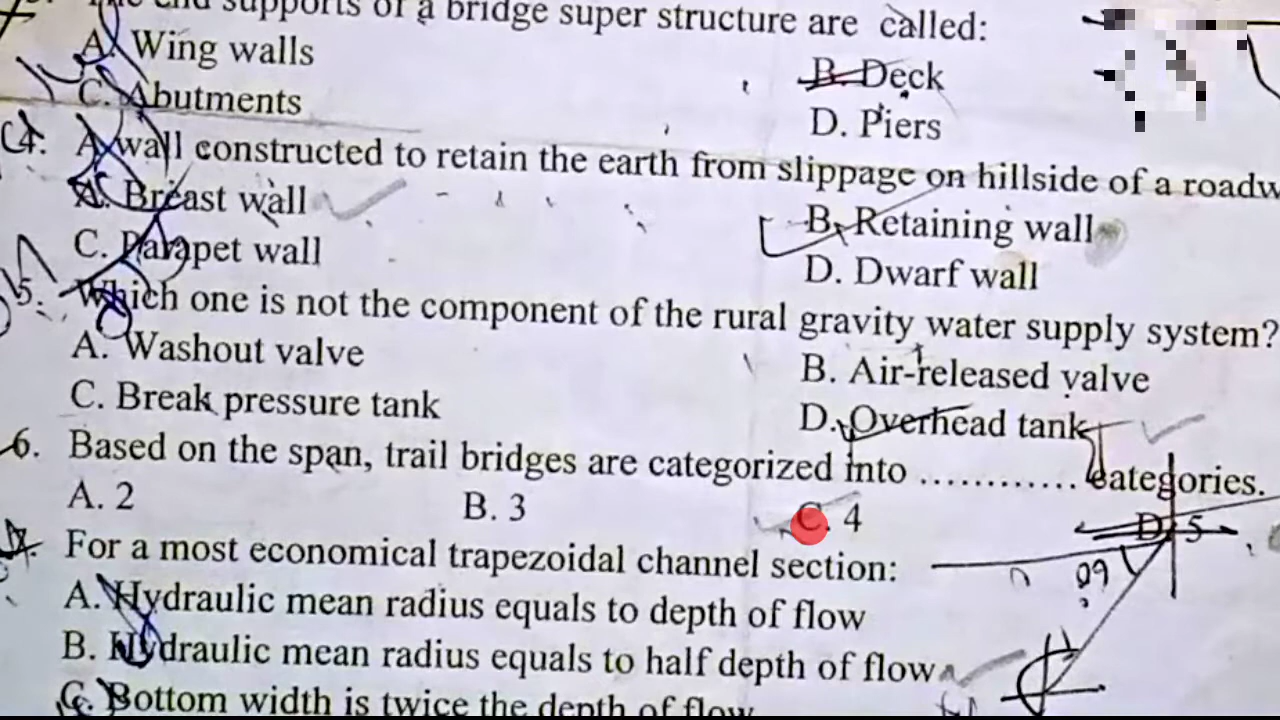 end supports of a bridge super structure are called:
A. Wing walls
B. Deck
C. Abutments
D. Piers
4. A wall constructed to retain the earth from slippage on hillside of a roadw
A. Breast wall
B. Retaining wall
C. Parapet wall
D. Dwarf wall
5. Which one is not the component of the rural gravity water supply system?
A. Washout valve
B. Air-released valve
C. Break pressure tank
D. Overhead tank
6. Based on the span, trail bridges are categorized into ............ categories.
A. 2 B. 3 C. 4 D. 5
7. For a most economical trapezoidal channel section:
A. Hydraulic mean radius equals to depth of flow
B. Hydraulic mean radius equals to half depth of flow
C. Bottom width is twice the depth of flow